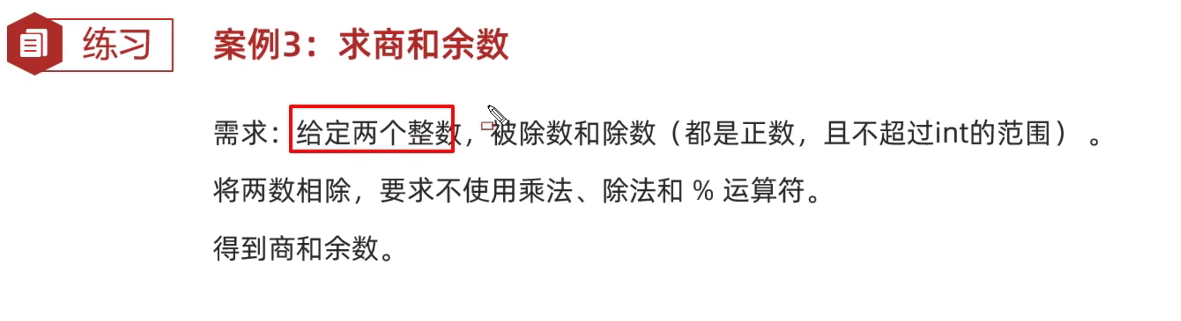 练习
案例3：求商和余数
需求：给定两个整数，被除数和除数（都是正数，且不超过int的范围） 。
将两数相除，要求不使用乘法、除法和 % 运算符。
得到商和余数。